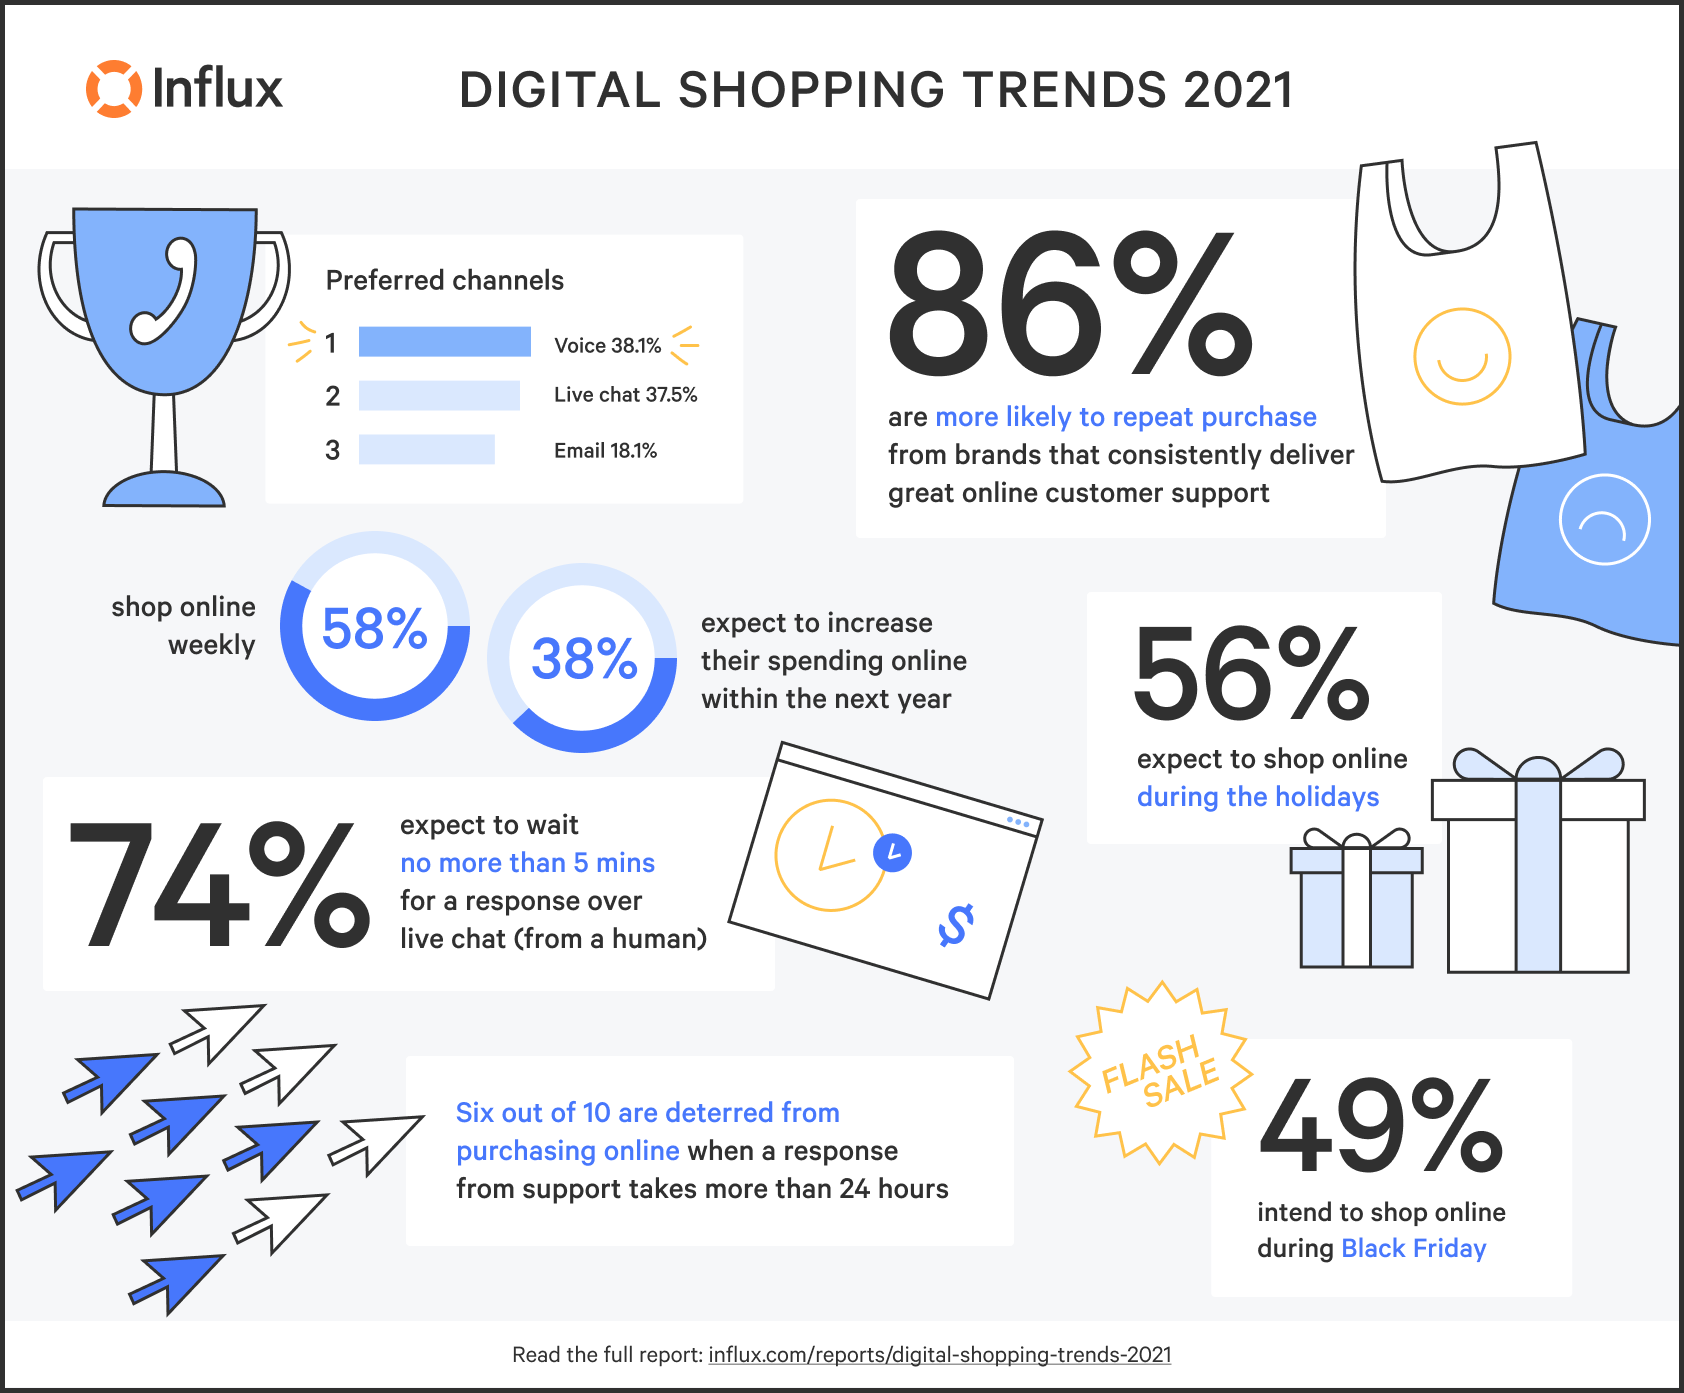 Influx
DIGITAL SHOPPING TRENDS 2021
Preferred channels
1 Voice 38.1%
2 Live chat 37.5%
3 Email 18.1%
86%
are more likely to repeat purchase
from brands that consistently deliver
great online customer support
shop online
weekly
58%
38%
expect to increase
their spending online
within the next year
56%
expect to shop online
during the holidays
74%
expect to wait
no more than 5 mins
for a response over
live chat (from a human)
$
Six out of 10 are deterred from
purchasing online when a response
from support takes more than 24 hours
FLASH
SALE
49%
intend to shop online
during Black Friday
Read the full report: influx.com/reports/digital-shopping-trends-2021